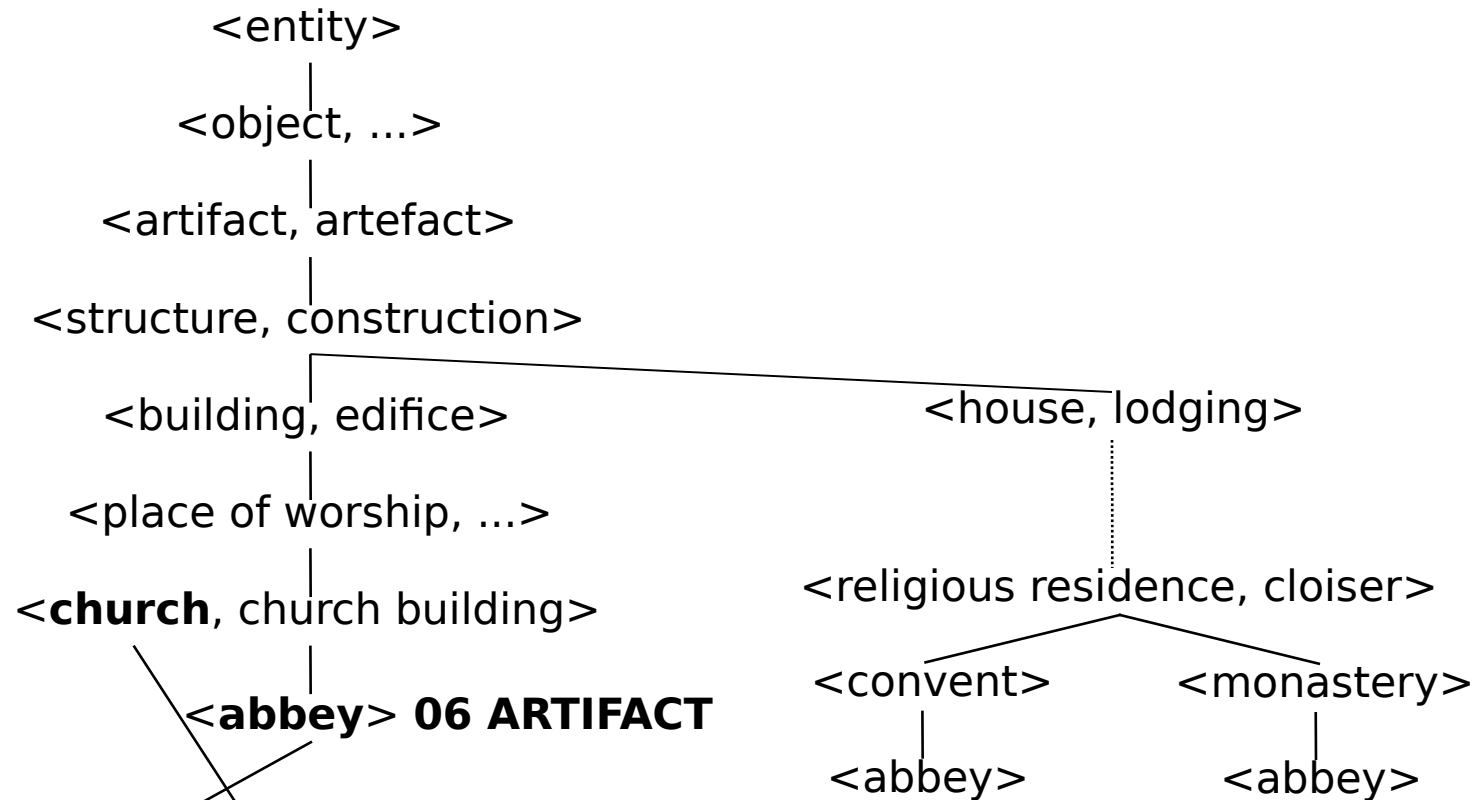 <entity>
<object, ...>
<artifact, artefact>
<structure, construction>
<building, edifice>
<house, lodging>
<place of worship, ...>
<religious residence, cloiser>
<church, church building>
<convent>
<monastery>
<abbey> 06 ARTIFACT
<abbey>
<abbey>